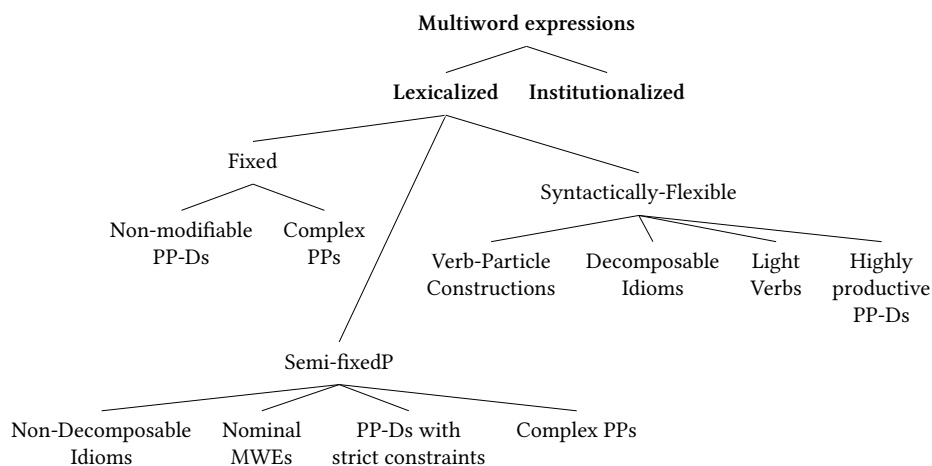 Multiword expressions
Lexicalized Institutionalized
Fixed
Syntactically-Flexible
Non-modifiable
PP-Ds
Complex
PPs
Verb-Particle
Constructions
Decomposable
Idioms
Light
Verbs
Highly
productive
PP-Ds
Semi-fixedP
Non-Decomposable
Idioms
Nominal
MWEs
PP-Ds with
strict constraints
Complex PPs